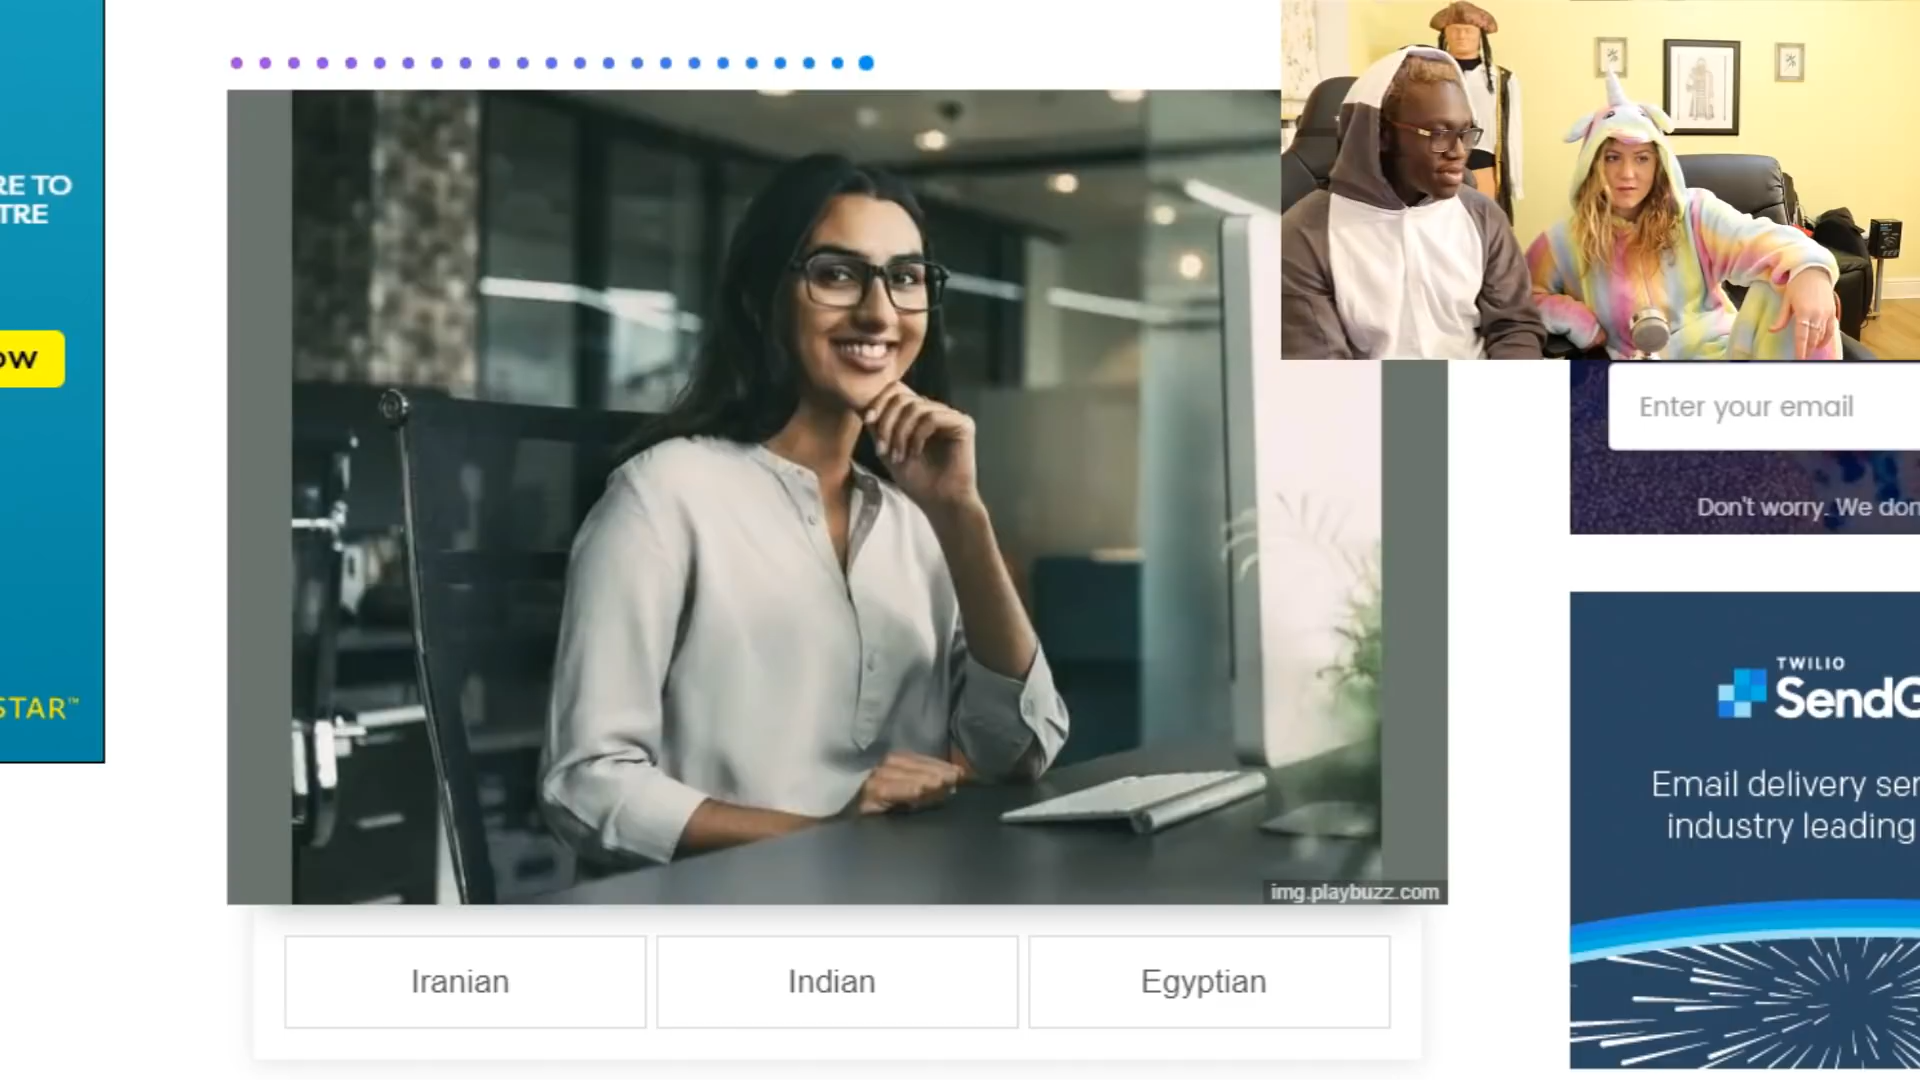 RE TO
TRE
OW
STAR™
img.playbuzz.com
Iranian
Indian
Egyptian
Enter your email
Don't worry. We don
TWILIO
SendG
Email delivery ser
industry leading